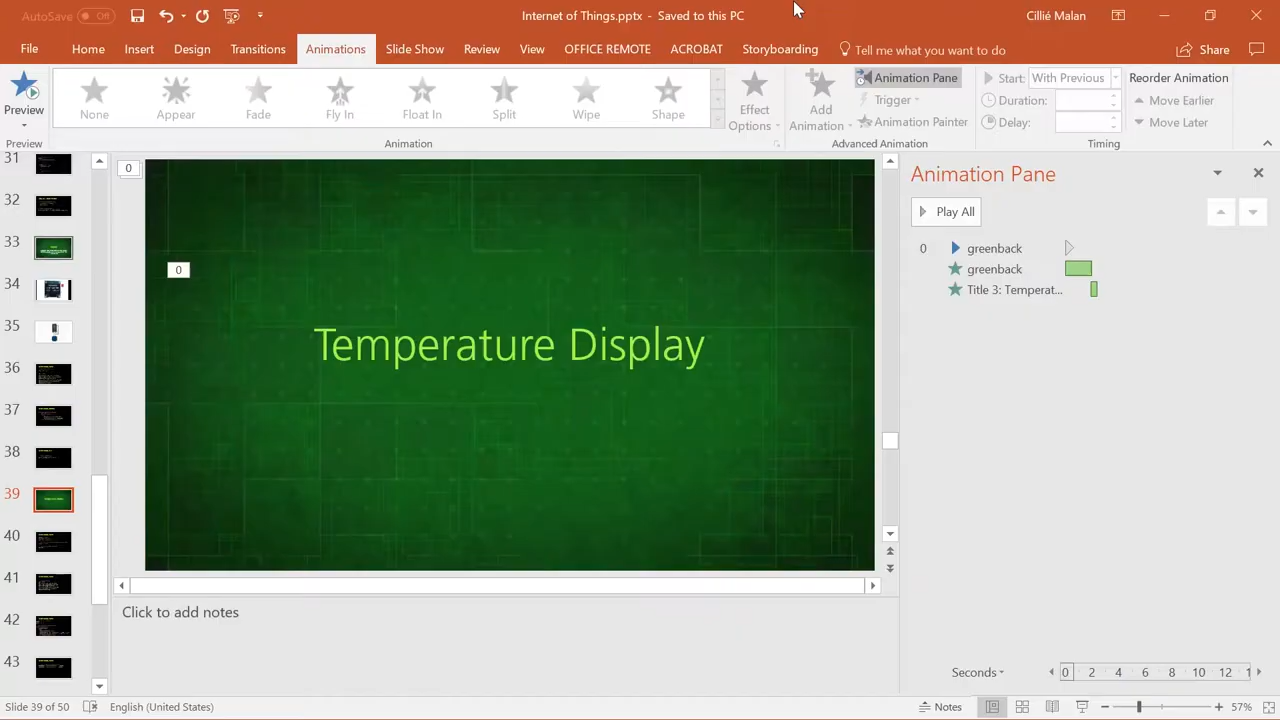 AutoSave Off
Internet of Things.pptx - Saved to this PC
Cillié Malan
File Home Insert Design Transitions Animations Slide Show Review View OFFICE REMOTE ACROBAT Storyboarding Tell me what you want to do Share
Preview
None Appear Fade Fly In Float In Split Wipe Shape
Effect Options
Add Animation
Animation Pane
Trigger
Animation Painter
Start: With Previous
Duration:
Delay:
Reorder Animation
Move Earlier
Move Later
Preview Animation Advanced Animation Timing
31
32
33
34
35
36
37
38
39
40
41
42
43
0
0
Temperature Display
Click to add notes
Animation Pane
Play All
0 greenback
greenback
Title 3: Temperat...
Seconds 0 2 4 6 8 10 12 1
Slide 39 of 50 English (United States) Notes 57%